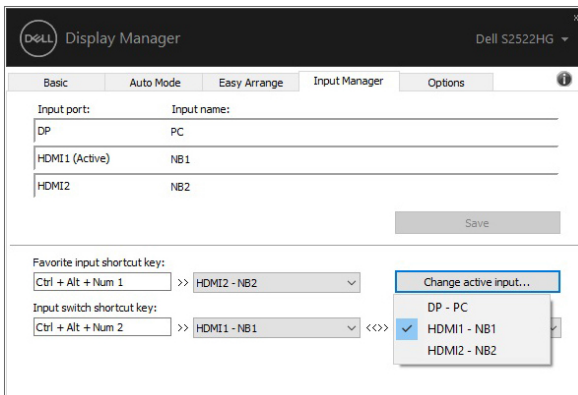 DELL Display Manager
Dell S2522HG
Basic Auto Mode Easy Arrange Input Manager Options
Input port: Input name:
DP PC
HDMI1 (Active) NB1
HDMI2 NB2
Save
Favorite input shortcut key:
Ctrl + Alt + Num 1 >> HDMI2 - NB2 Change active input...
Input switch shortcut key:
Ctrl + Alt + Num 2 >> HDMI1 - NB1 <<>>
DP - PC
HDMI1 - NB1
HDMI2 - NB2